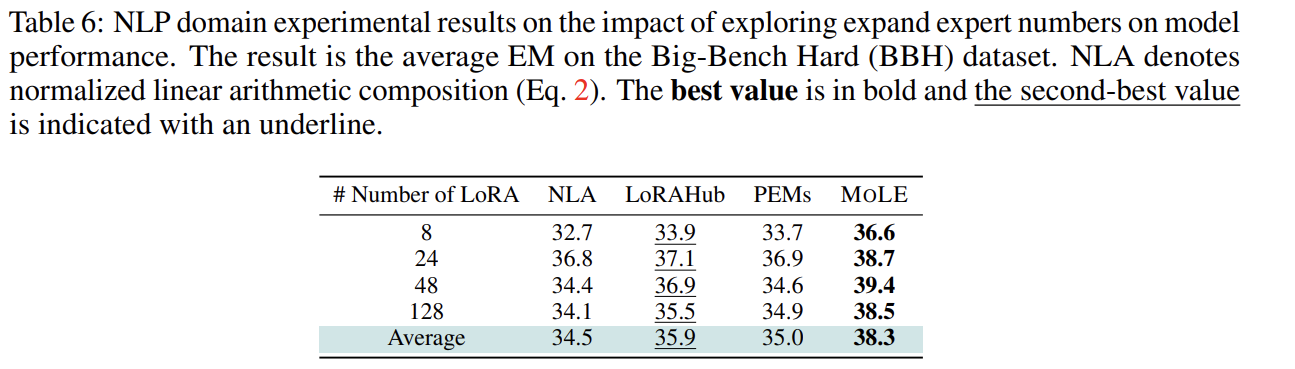 Table 6: NLP domain experimental results on the impact of exploring expand expert numbers on model
performance. The result is the average EM on the Big-Bench Hard (BBH) dataset. NLA denotes
normalized linear arithmetic composition (Eq. 2). The best value is in bold and the second-best value
is indicated with an underline.
# Number of LoRA NLA LoRAHub PEMs MOLE
8 32.7 33.9 33.7 36.6
24 36.8 37.1 36.9 38.7
48 34.4 36.9 34.6 39.4
128 34.1 35.5 34.9 38.5
Average 34.5 35.9 35.0 38.3